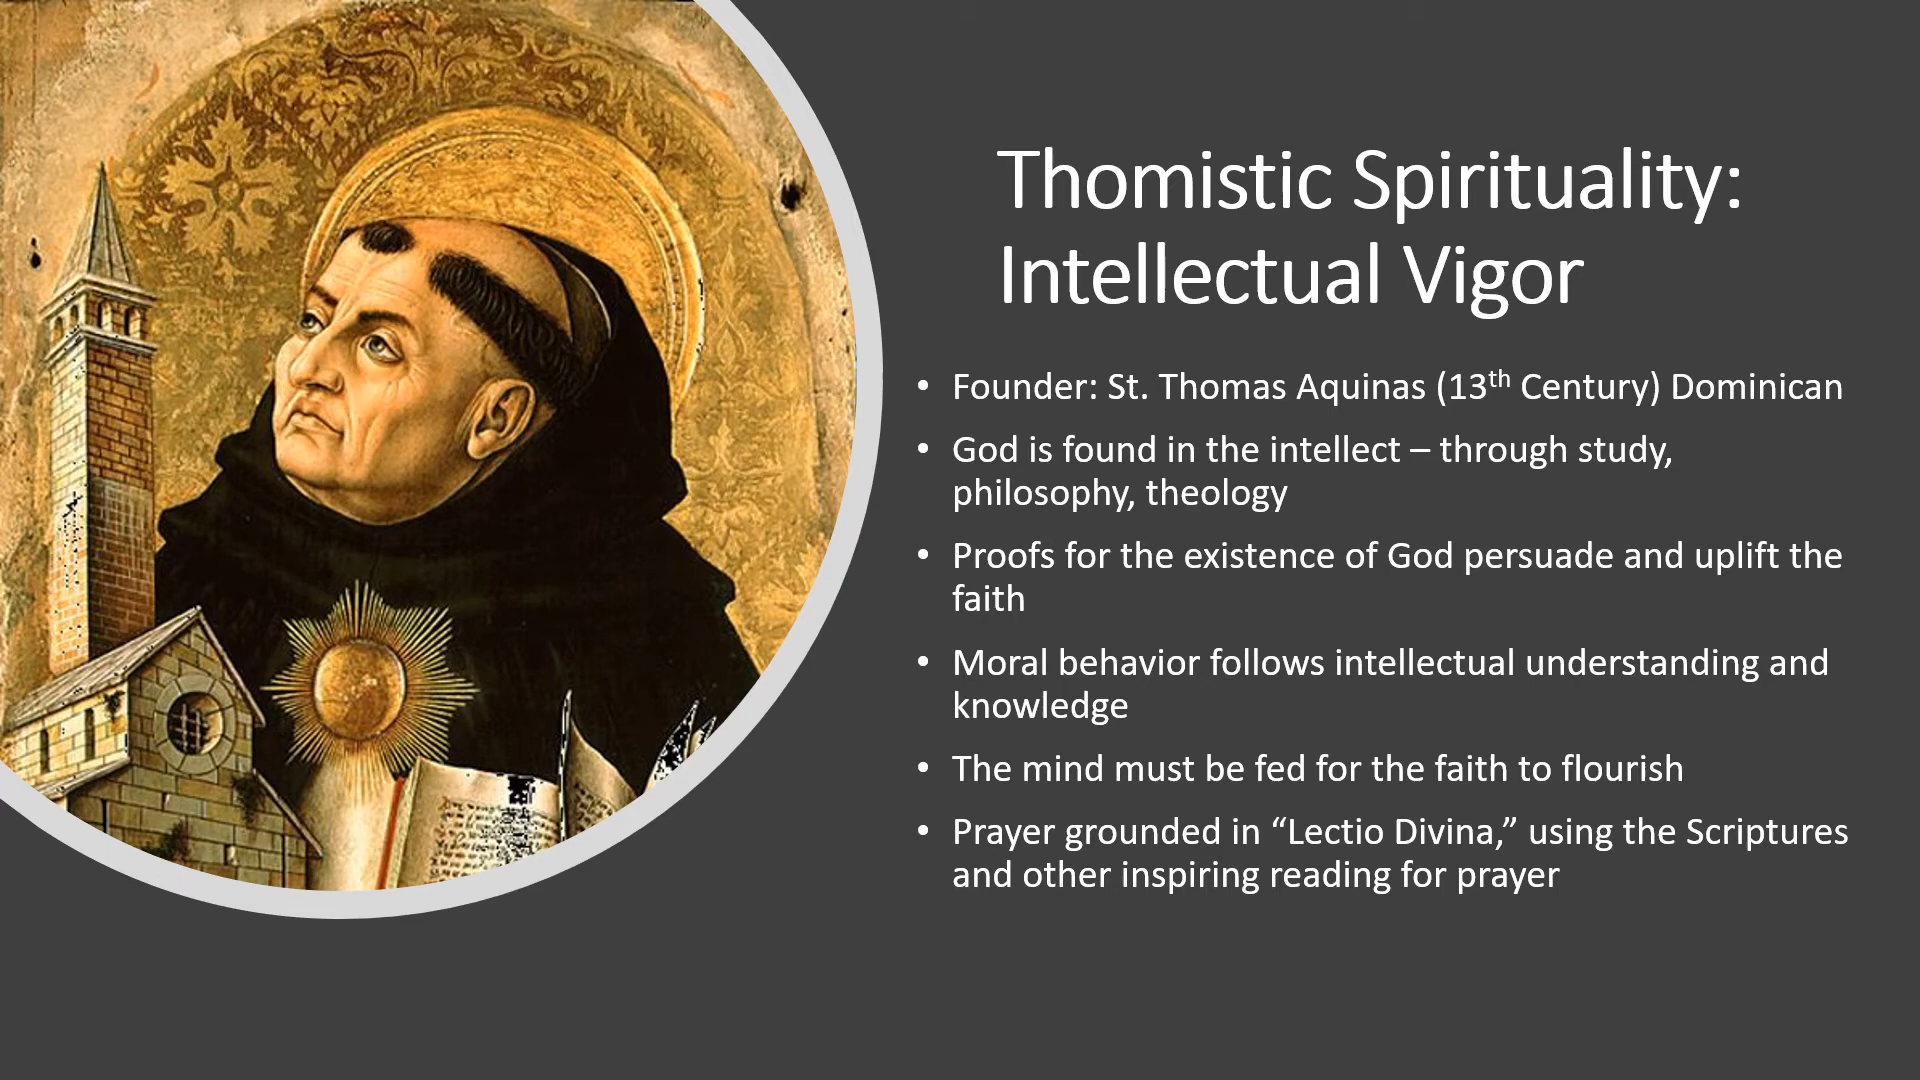 Thomistic Spirituality:
Intellectual Vigor
• Founder: St. Thomas Aquinas (13th Century) Dominican
• God is found in the intellect – through study,
philosophy, theology
• Proofs for the existence of God persuade and uplift the
faith
• Moral behavior follows intellectual understanding and
knowledge
• The mind must be fed for the faith to flourish
• Prayer grounded in “Lectio Divina,” using the Scriptures
and other inspiring reading for prayer